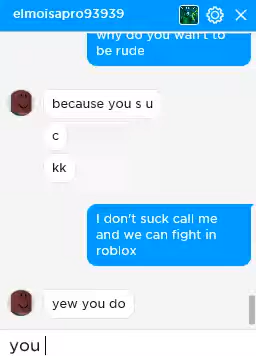 elmoisapro93939
why do you wan't to
be rude
because you s u
c
kk
I don't suck call me
and we can fight in
roblox
yew you do
you